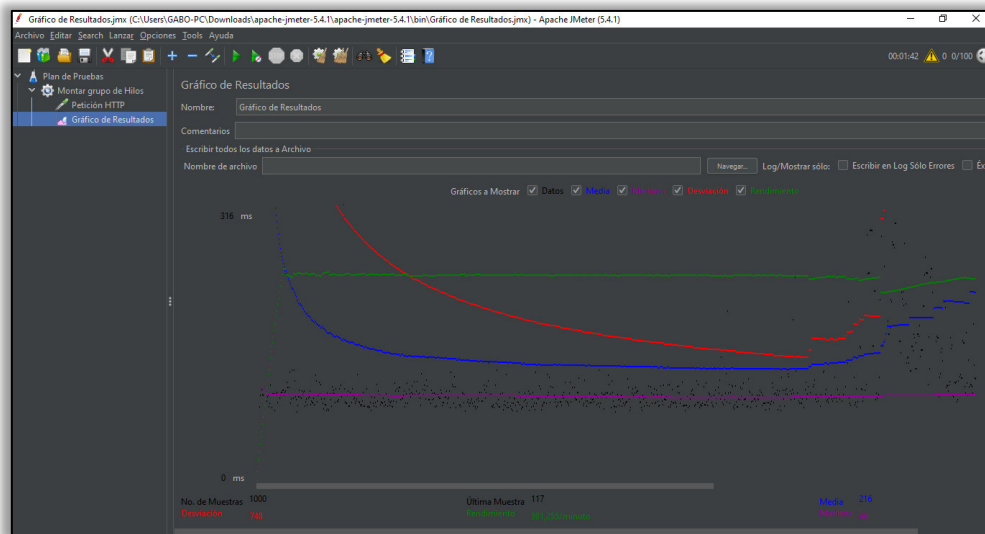 Gráfico de Resultados.jmx (C:\Users\GABO-PC\Downloads\apache-jmeter-5.4.1\apache-jmeter-5.4.1\bin\Gráfico de Resultados.jmx) - Apache JMeter (5.4.1)
Archivo Editar Search Lanzar Opciones Tools Ayuda
00:01:42 0 0/100
Plan de Pruebas
Montar grupo de Hilos
Petición HTTP
Gráfico de Resultados
Gráfico de Resultados
Nombre: Gráfico de Resultados
Comentarios
Escribir todos los datos a Archivo
Nombre de archivo Navegar... Log/Mostrar sólo: Escribir en Log Sólo Errores Éx
Gráficos a Mostrar Datos Media Desviación Rendimiento
316 ms
0 ms
No. de Muestras 1000 Última Muestra 117 Media 216
Desviación 740 Rendimiento